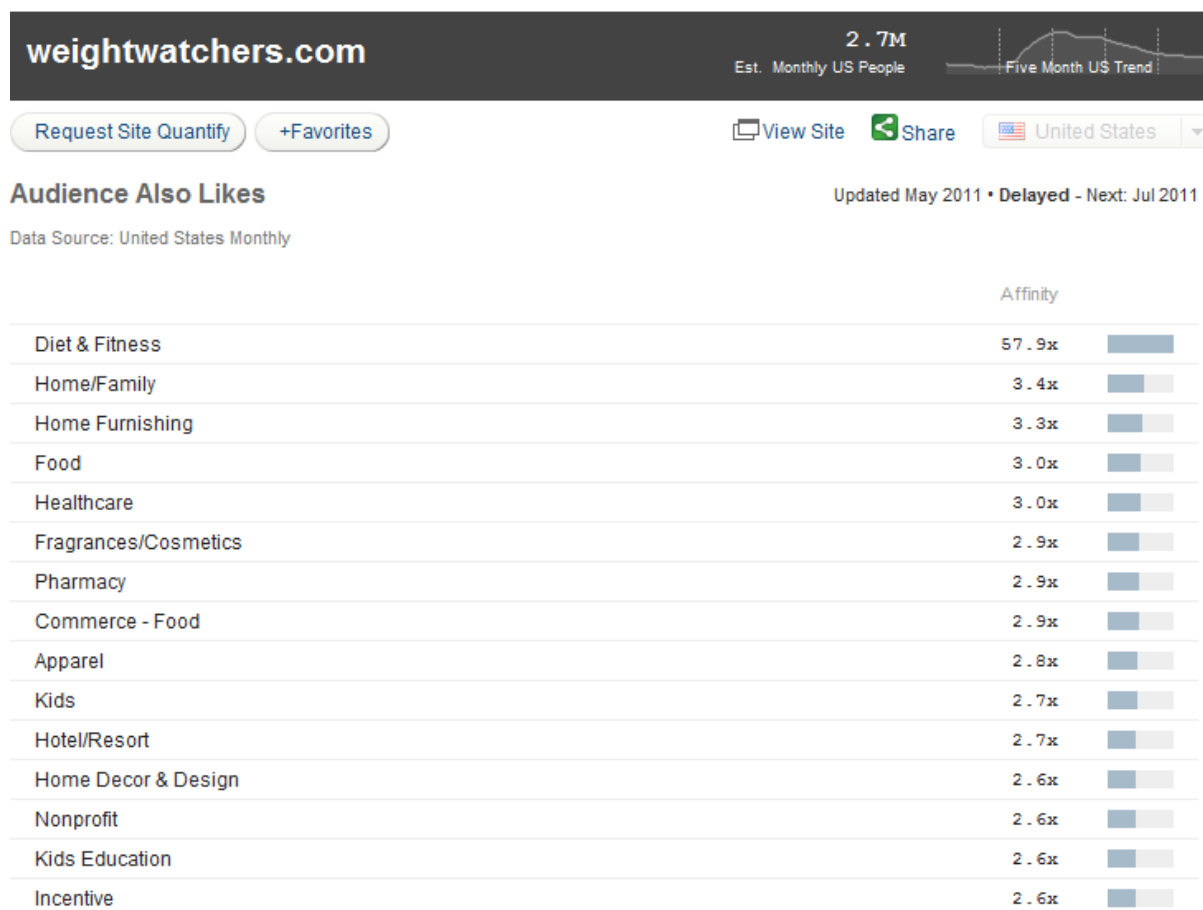 weightwatchers.com
2.7M
Est. Monthly US People
Five Month US Trend
Request Site Quantify +Favorites View Site Share United States
Audience Also Likes Updated May 2011 • Delayed - Next: Jul 2011
Data Source: United States Monthly
Affinity
Diet & Fitness 57.9x
Home/Family 3.4x
Home Furnishing 3.3x
Food 3.0x
Healthcare 3.0x
Fragrances/Cosmetics 2.9x
Pharmacy 2.9x
Commerce - Food 2.9x
Apparel 2.8x
Kids 2.7x
Hotel/Resort 2.7x
Home Decor & Design 2.6x
Nonprofit 2.6x
Kids Education 2.6x
Incentive 2.6x